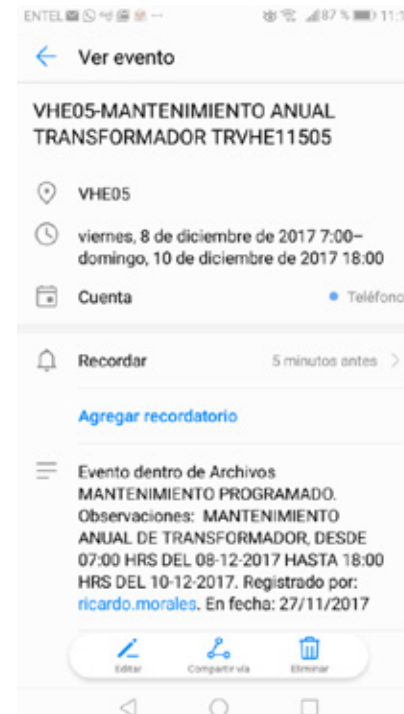 ENTEL 87 % 11:1
Ver evento
VHE05-MANTENIMIENTO ANUAL
TRANSFORMADOR TRVHE11505
VHE05
viernes, 8 de diciembre de 2017 7:00–
domingo, 10 de diciembre de 2017 18:00
Cuenta Teléfono
Recordar 5 minutos antes
Agregar recordatorio
Evento dentro de Archivos
MANTENIMIENTO PROGRAMADO.
Observaciones: MANTENIMIENTO
ANUAL DE TRANSFORMADOR, DESDE
07:00 HRS DEL 08-12-2017 HASTA 18:00
HRS DEL 10-12-2017. Registrado por:
ricardo.morales. En fecha: 27/11/2017
Editar Compartir vía Eliminar